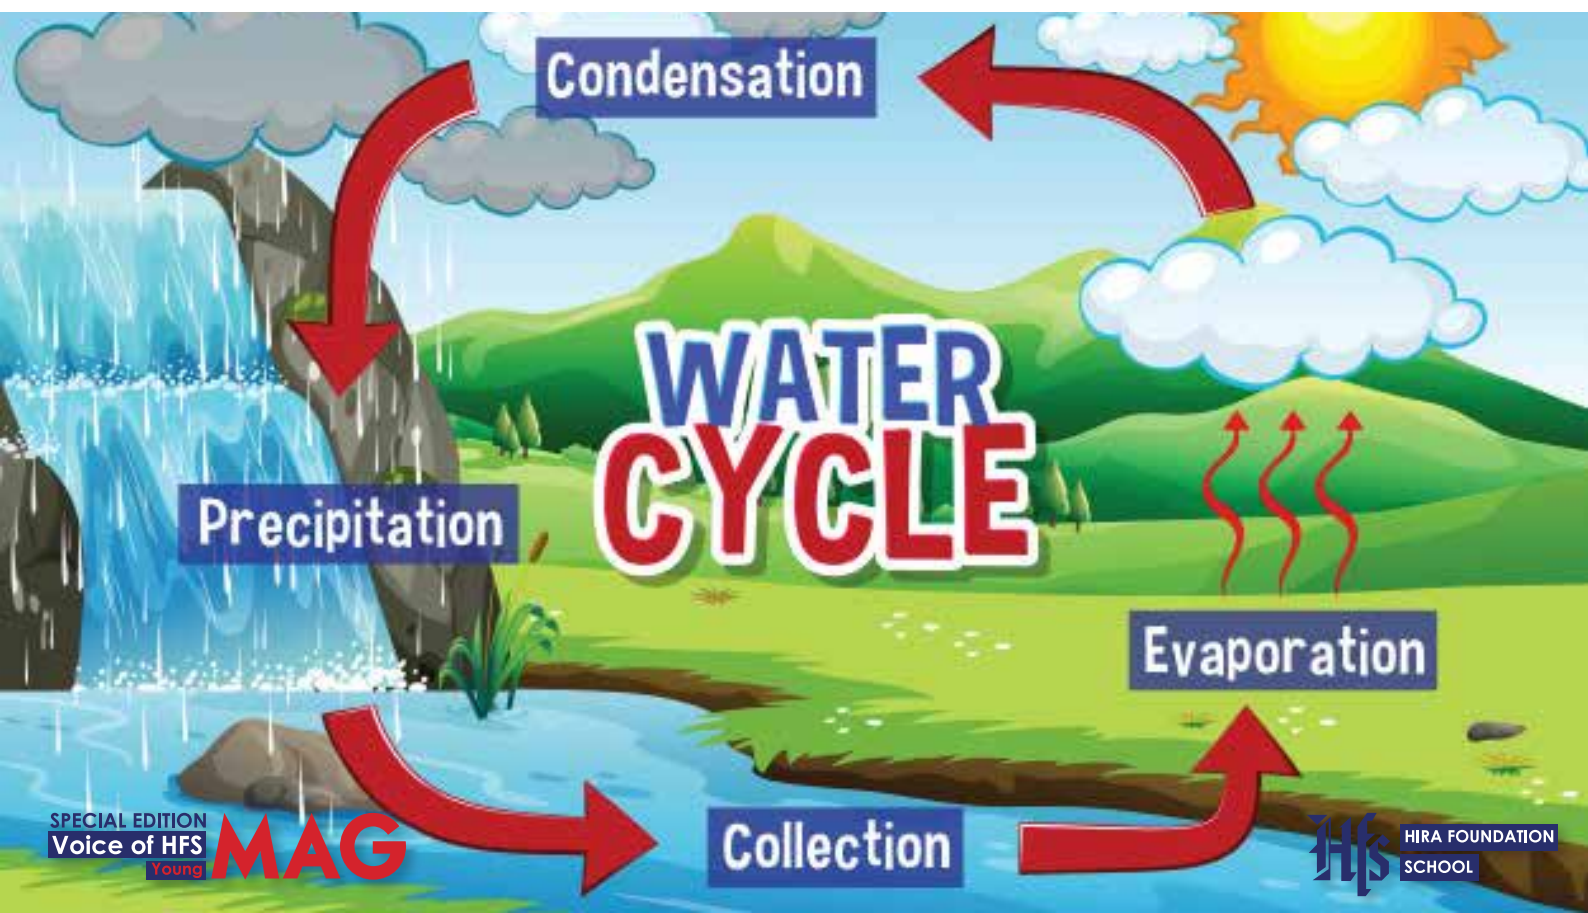 Condensation
WATER
CYCLE
Precipitation
Evaporation
Collection
SPECIAL EDITION
Voice of HFS
Young
MAG
Hfs
HIRA FOUNDATION
SCHOOL